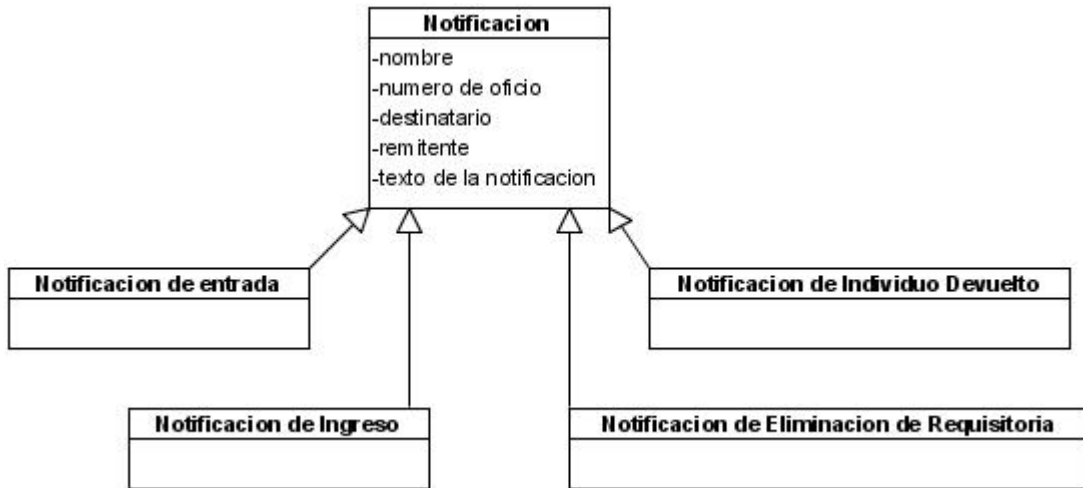 Notificacion
-nombre
-numero de oficio
-destinatario
-remitente
-texto de la notificacion
Notificacion de entrada
Notificacion de Individuo Devuelto
Notificacion de Ingreso
Notificacion de Eliminacion de Requisitoria